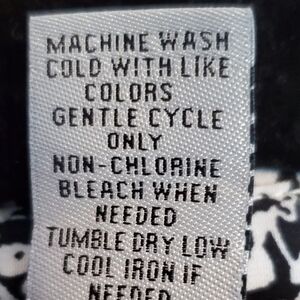 MACHINE WASH
COLD WITH LIKE
COLORS
GENTLE CYCLE
ONLY
NON-CHLORINE
BLEACH WHEN
NEEDED
TUMBLE DRY LOW
COOL IRON IF
NEEDED